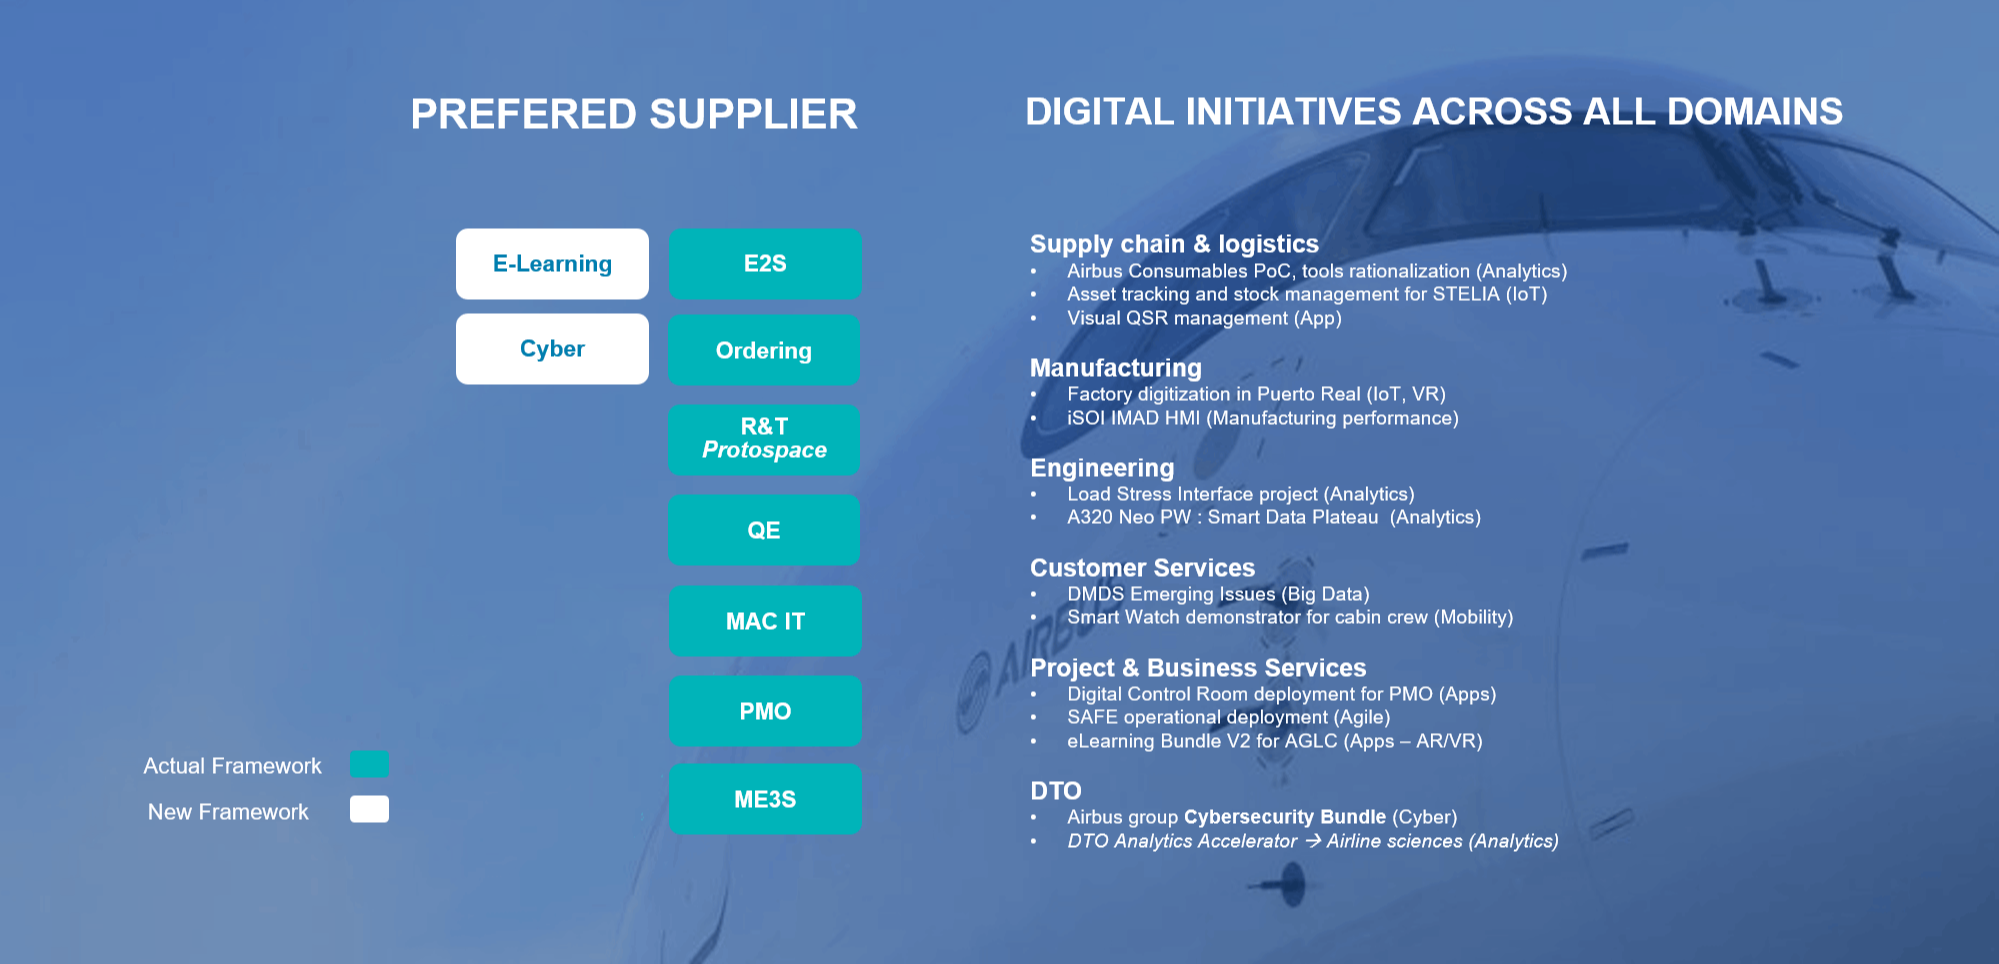 PREFERED SUPPLIER
E-Learning
E2S
Cyber
Ordering
R&T
Protospace
QE
MAC IT
PMO
ME3S
Actual Framework
New Framework
DIGITAL INITIATIVES ACROSS ALL DOMAINS
Supply chain & logistics
• Airbus Consumables PoC, tools rationalization (Analytics)
• Asset tracking and stock management for STELIA (IoT)
• Visual QSR management (App)
Manufacturing
• Factory digitization in Puerto Real (IoT, VR)
• iSOI IMAD HMI (Manufacturing performance)
Engineering
• Load Stress Interface project (Analytics)
• A320 Neo PW : Smart Data Plateau  (Analytics)
Customer Services
• DMDS Emerging Issues (Big Data)
• Smart Watch demonstrator for cabin crew (Mobility)
Project & Business Services
• Digital Control Room deployment for PMO (Apps)
• SAFE operational deployment (Agile)
• eLearning Bundle V2 for AGLC (Apps – AR/VR)
DTO
• Airbus group Cybersecurity Bundle (Cyber)
• DTO Analytics Accelerator → Airline sciences (Analytics)
AIRBUS